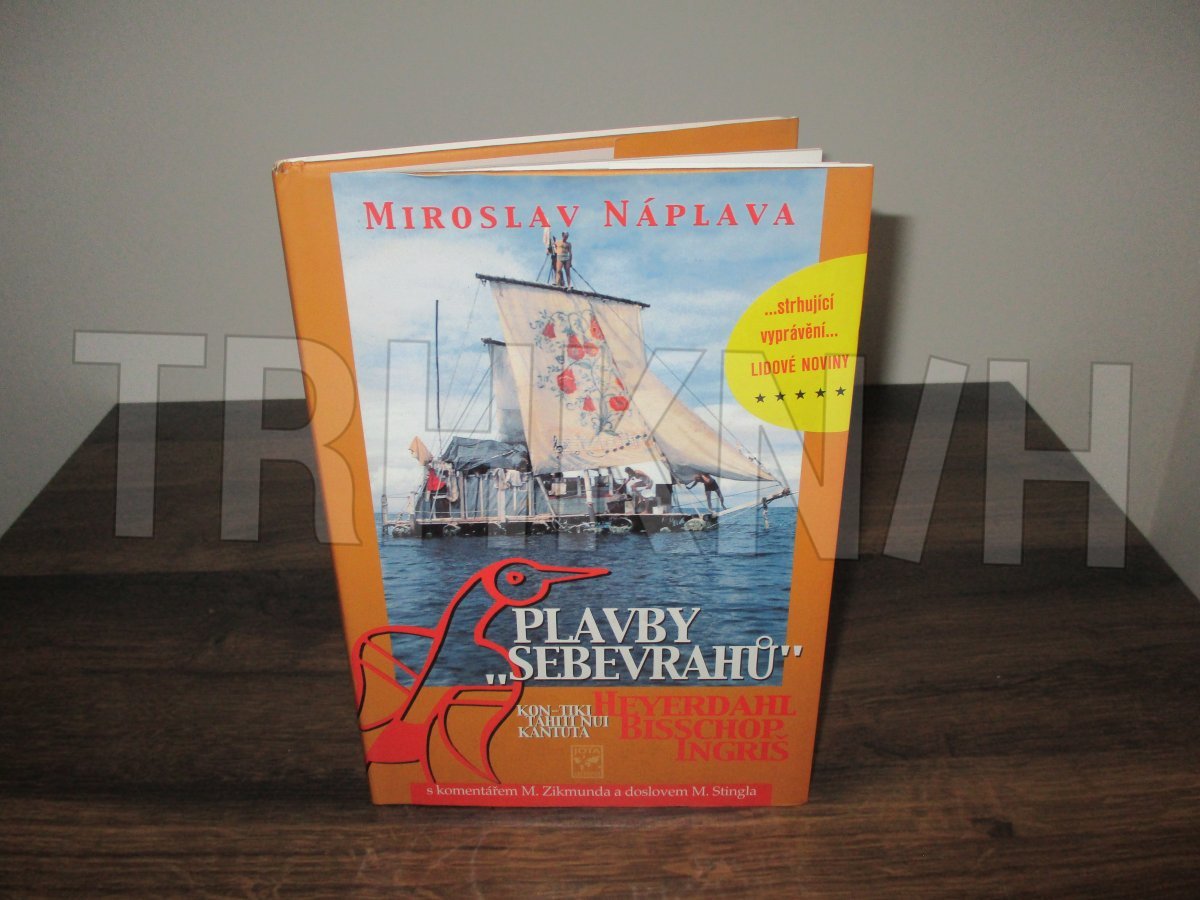 MIROSLAV NÁPLAVA
...strhující
vyprávění...
LIDOVÉ NOVINY
TRHKNIH
PLAVBY
„SEBEVRAHŮ"
KON-TIKI
TAHITI NUI
KANTUTA
HEYERDAHL
BISSCHOP
INGRIS
JOTA
s komentářem M. Zikmunda a doslovem M. Stingla